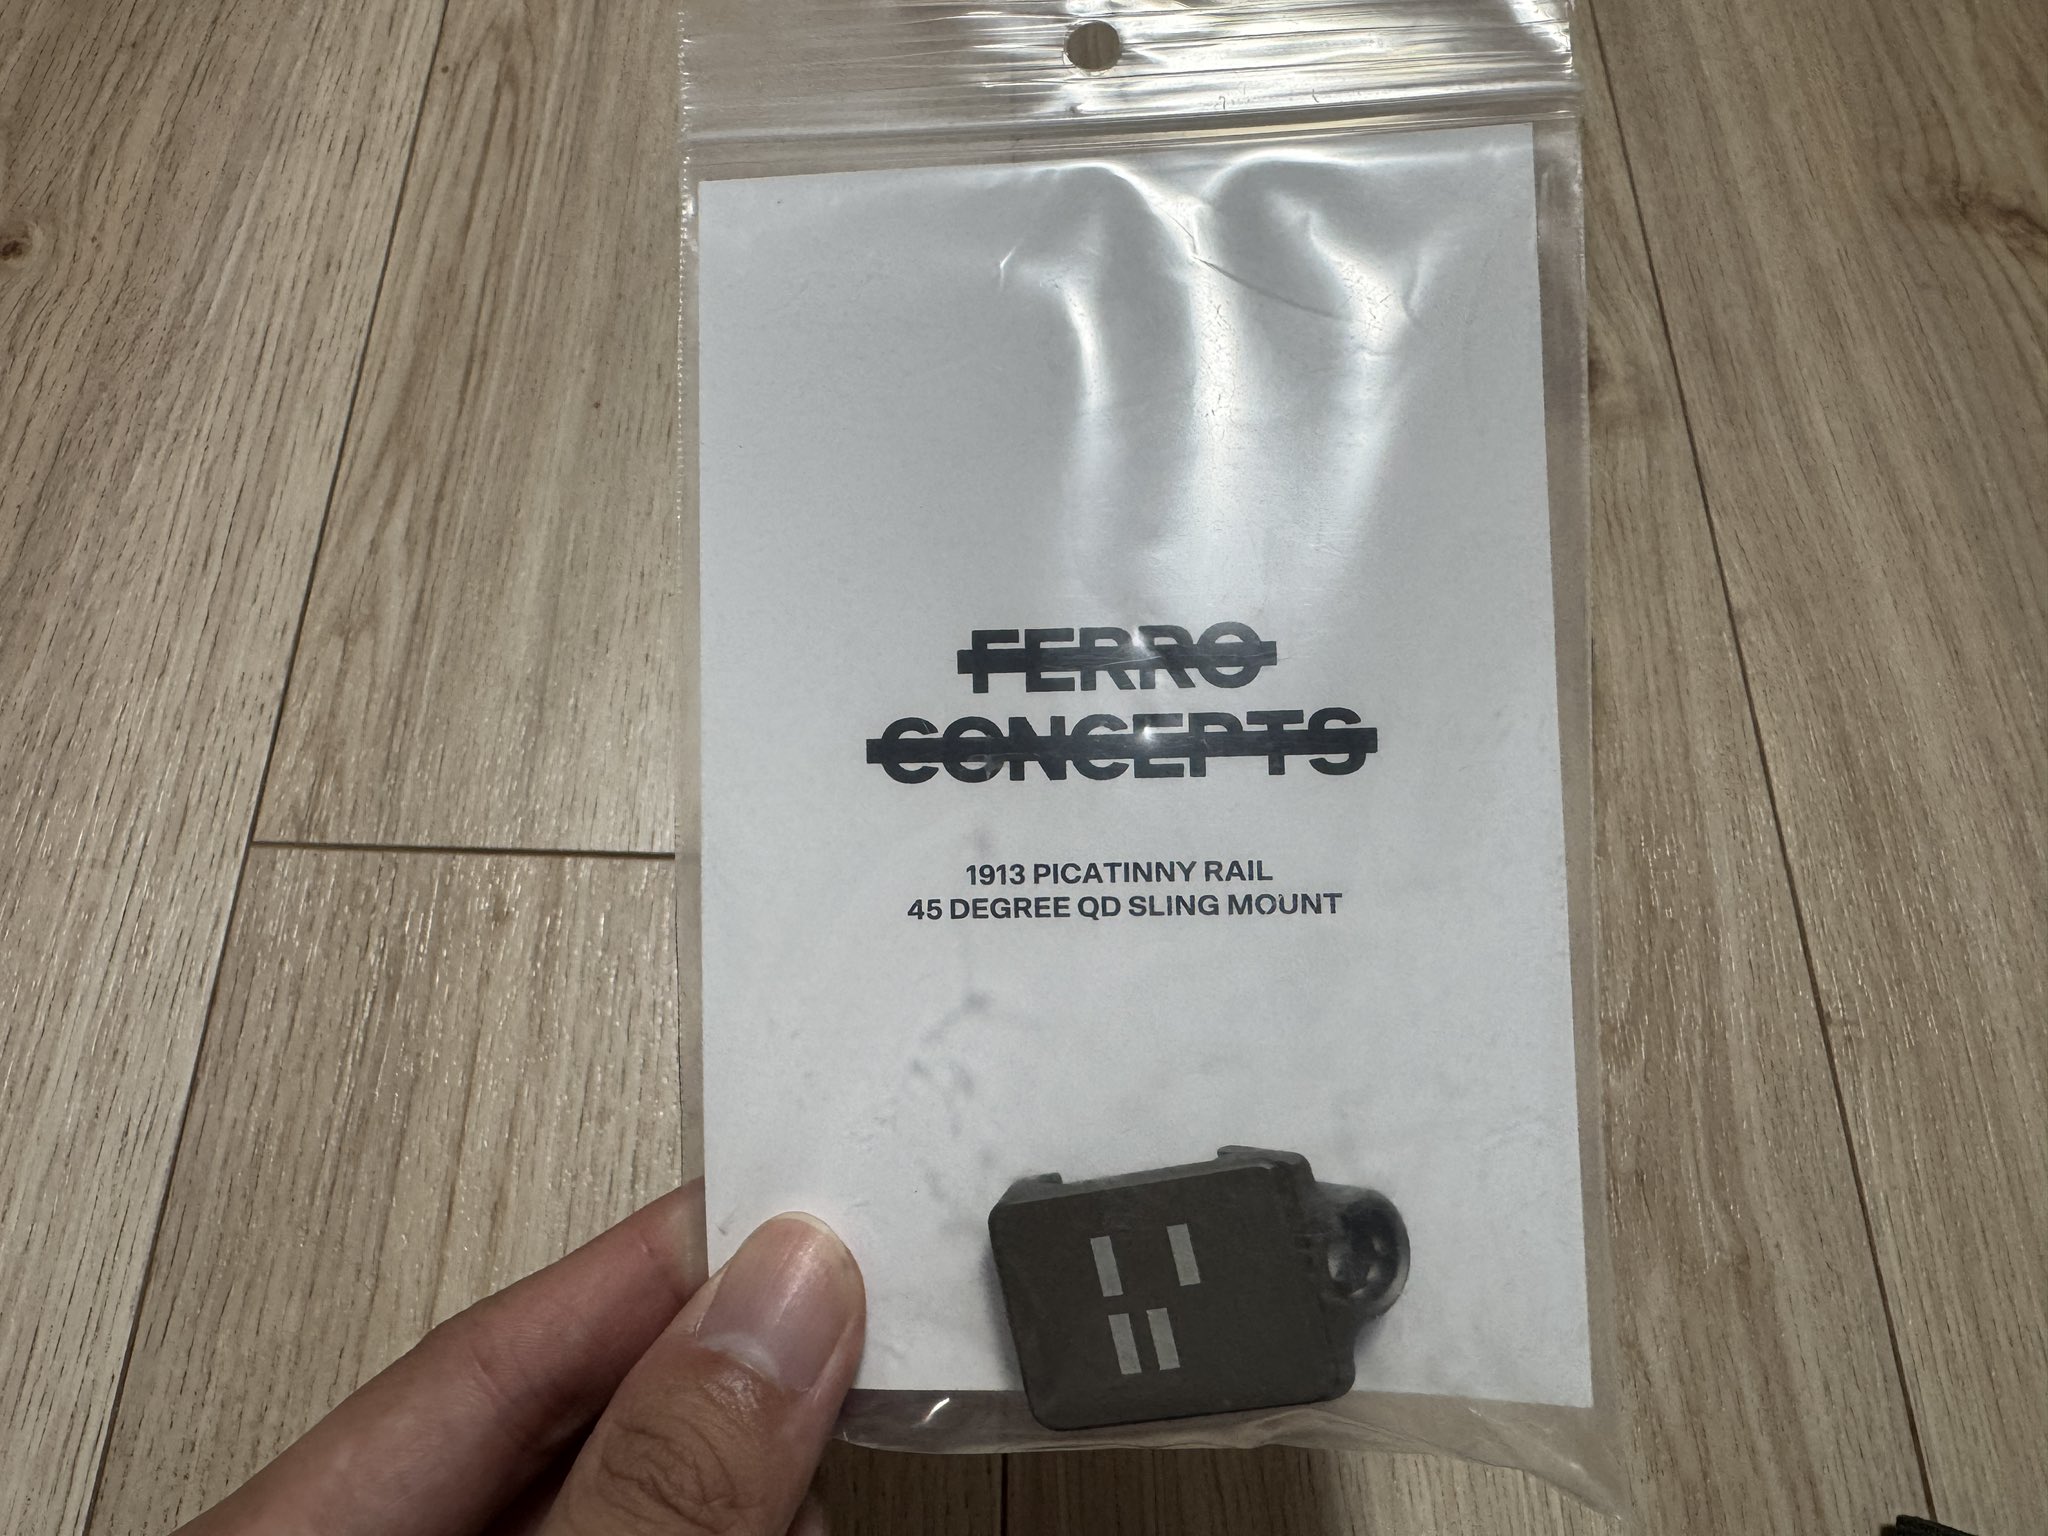 FERRO
CONCEPTS
1913 PICATINNY RAIL
45 DEGREE QD SLING MOUNT